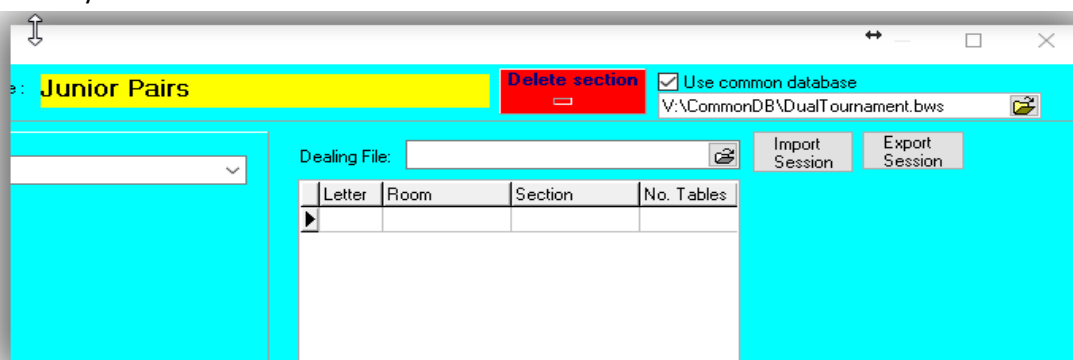 e: Junior Pairs
Delete section
Use common database
V:\CommonDB\DualTournament.bws
Dealing File:
Import
Session
Export
Session
Letter Room Section No. Tables